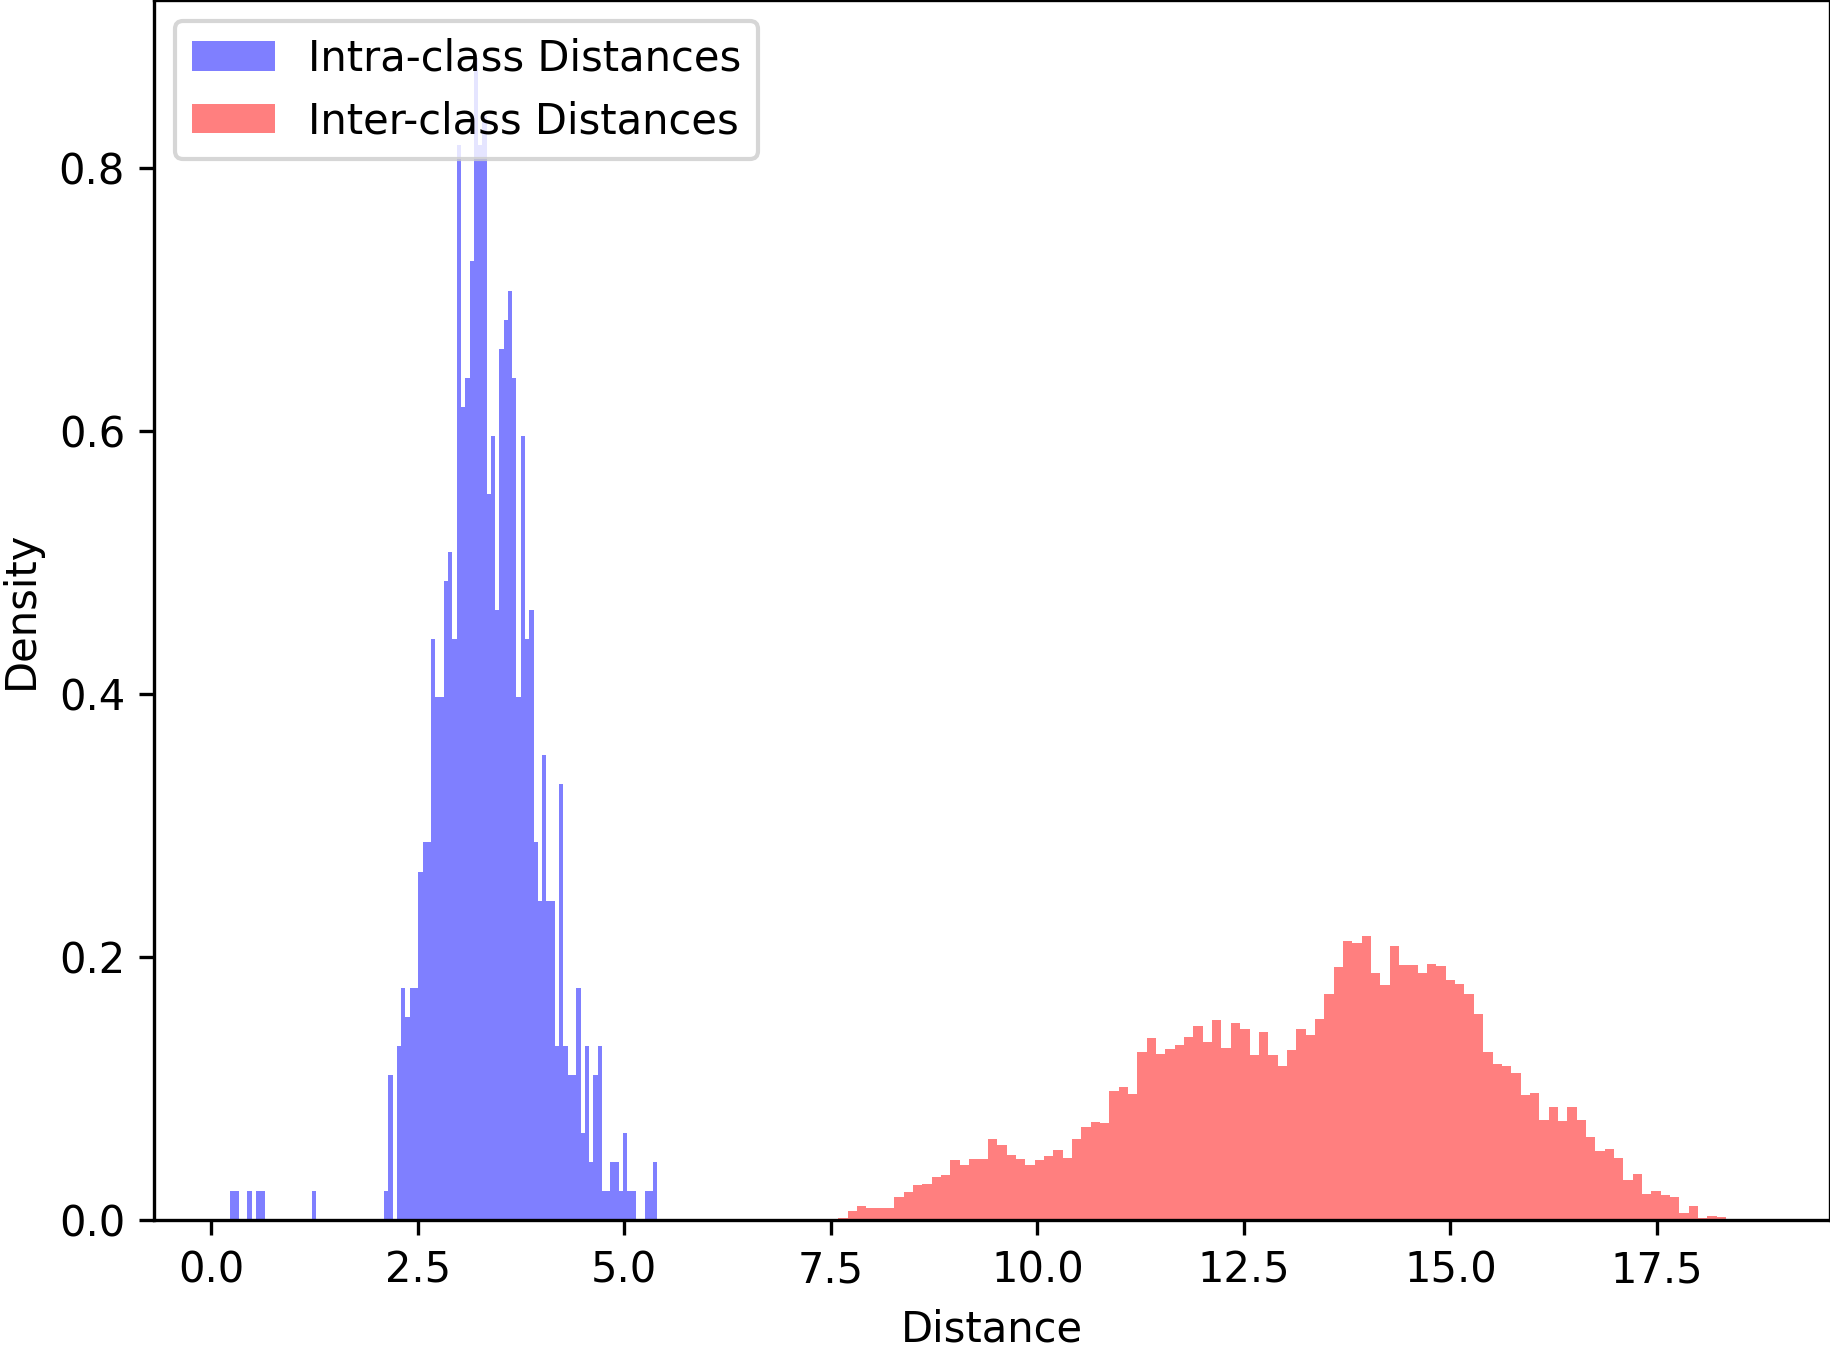 Intra-class Distances
Inter-class Distances
0.8
0.6
0.4
0.2
0.0
Density
0.0 2.5 5.0 7.5 10.0 12.5 15.0 17.5
Distance